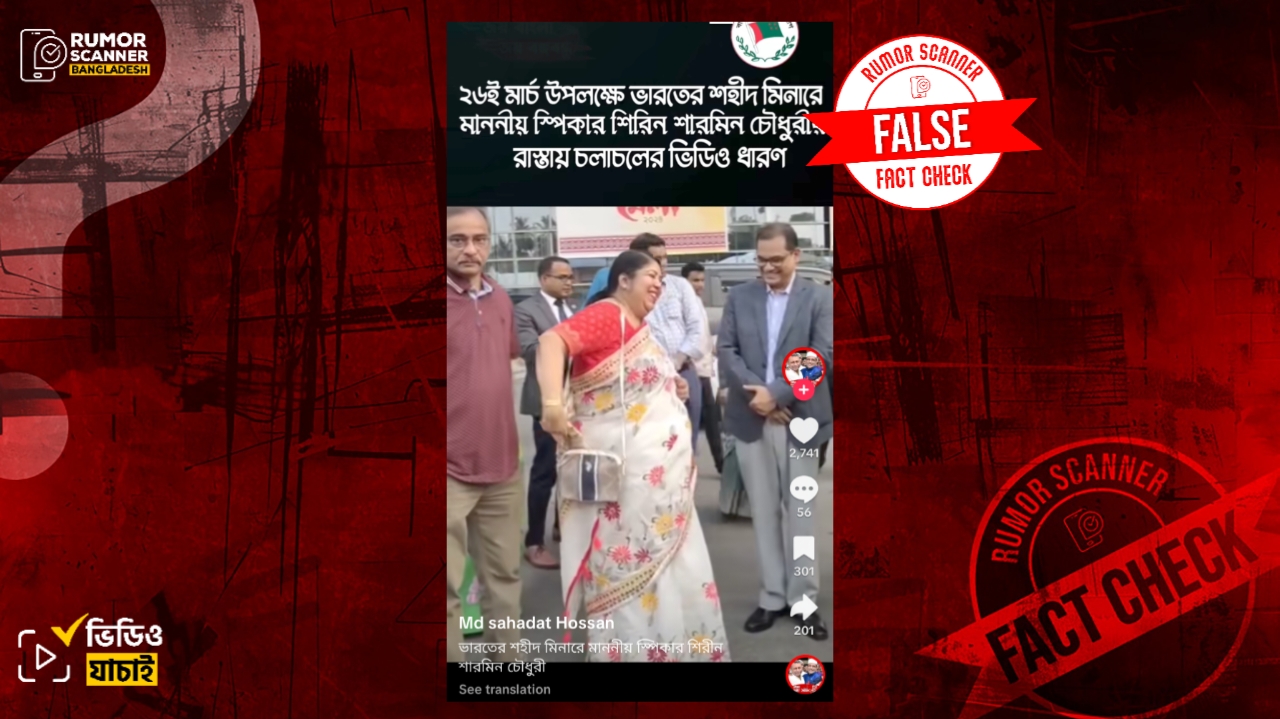 RUMOR
SCANNER
BANGLADESH
২৬ই মার্চ উপলক্ষে ভারতের শহীদ মিনারে
মাননীয় স্পিকার শিরিন শারমিন চৌধুরীর
রাস্তায় চলাচলের ভিডিও ধারণ
RUMOR SCANNER
FALSE
FACT CHECK
মেলা
২০২৪
2,741
56
301
201
Md sahadat Hossan
ভারতের শহীদ মিনারে মাননীয় স্পিকার শিরীন
শারমিন চৌধুরী
See translation
ভিডিও
যাচাই
RUMOR SCANNER
FACT CHECK